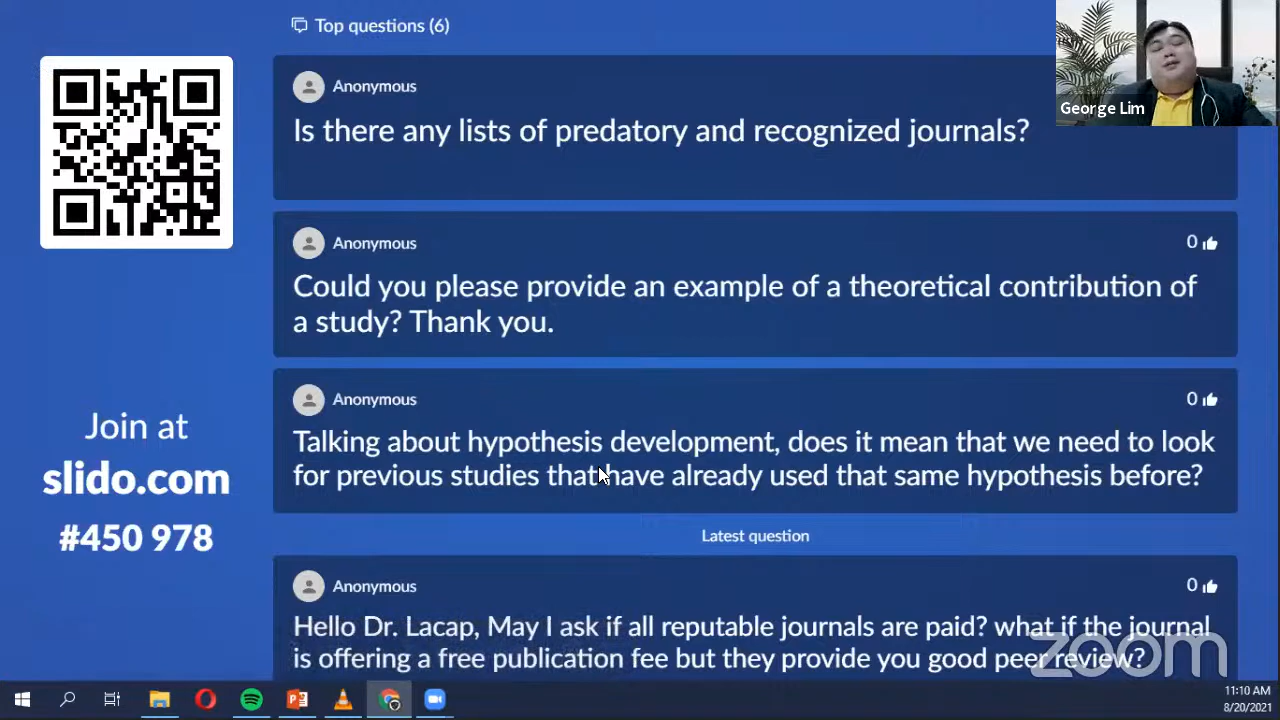 Top questions (6)
George Lim
Anonymous
Is there any lists of predatory and recognized journals?
Anonymous
0
Could you please provide an example of a theoretical contribution of
a study? Thank you.
Anonymous
0
Talking about hypothesis development, does it mean that we need to look
for previous studies that have already used that same hypothesis before?
Join at
slido.com
#450 978
Latest question
Anonymous
0
Hello Dr. Lacap, May I ask if all reputable journals are paid? what if the journal
is offering a free publication fee but they provide you good peer review?
zoom
11:10 AM
8/20/2021